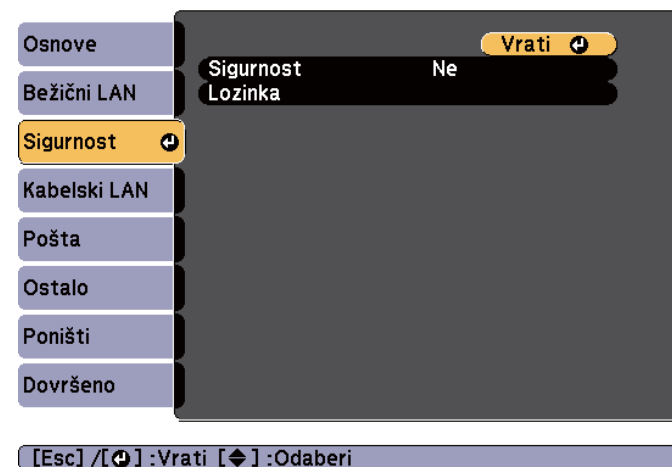 Osnove
Bežični LAN
Sigurnost
Kabelski LAN
Pošta
Ostalo
Poništi
Dovršeno
Vrati
Sigurnost Ne
Lozinka
[Esc] /[ ] :Vrati [ ] :Odaberi